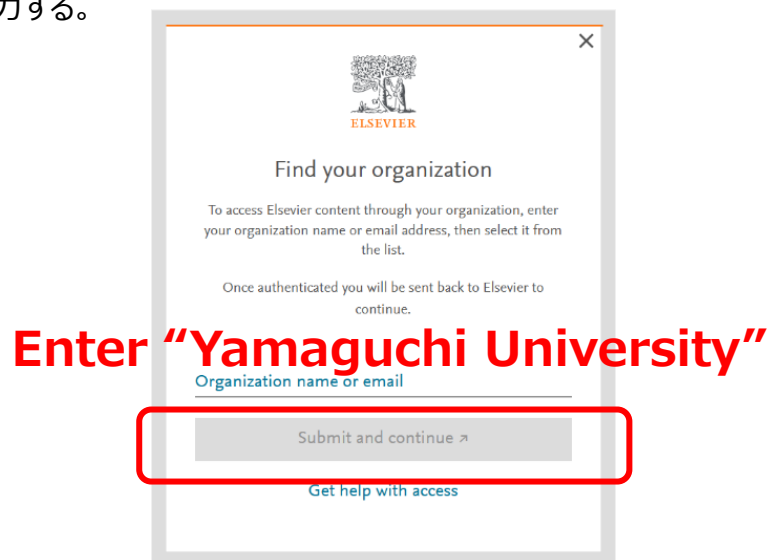 力する。
ELSEVIER
Find your organization
To access Elsevier content through your organization, enter
your organization name or email address, then select it from
the list.
Once authenticated you will be sent back to Elsevier to
continue.
Enter “Yamaguchi University”
Organization name or email
Submit and continue ↗
Get help with access